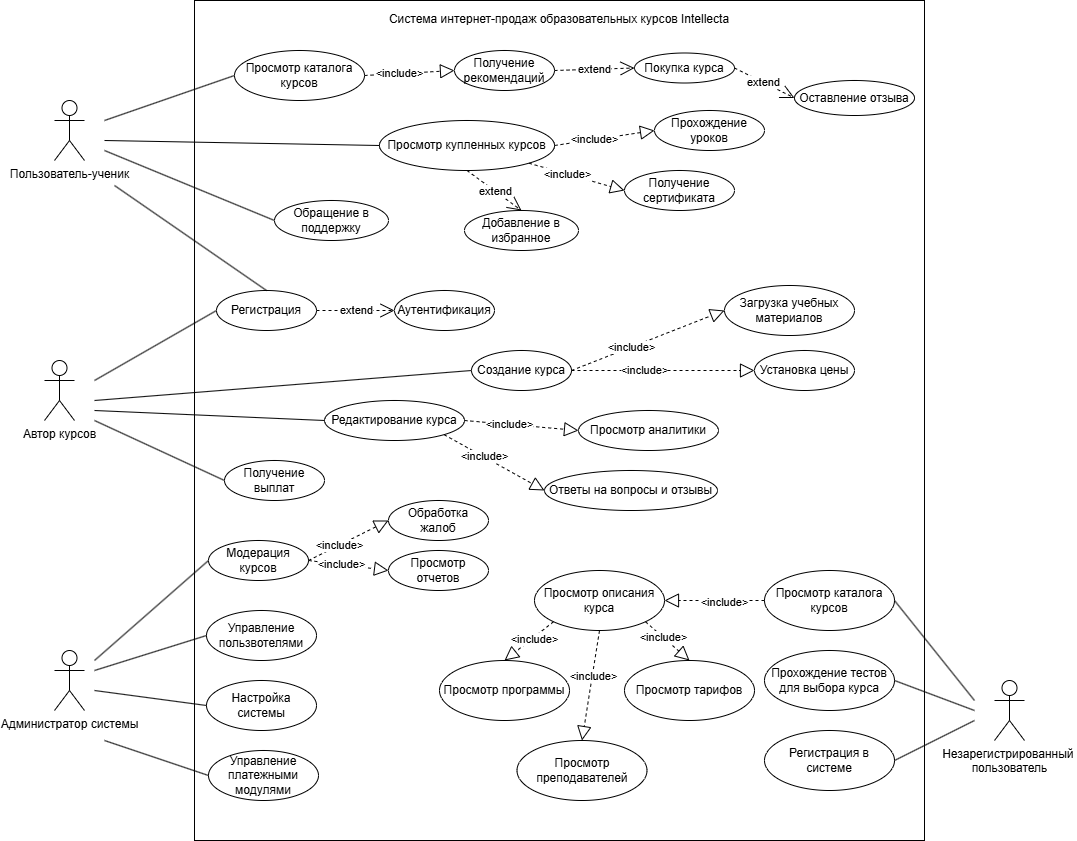 Система интернет-продаж образовательных курсов Intellecta
Просмотр каталога
курсов
<include>
Получение
рекомендаций
extend
Покупка курса
extend
Оставление отзыва
Пользователь-ученик
Просмотр купленных курсов
<include>
Прохождение
уроков
<include>
Получение
сертификата
extend
Добавление в
избранное
Обращение в
поддержку
Регистрация
extend
Аутентификация
Загрузка учебных
материалов
<include>
Создание курса
<include>
Установка цены
Автор курсов
Редактирование курса
<include>
Просмотр аналитики
<include>
Ответы на вопросы и отзывы
Получение
выплат
Обработка
жалоб
<include>
Модерация
курсов
<include>
Просмотр
отчетов
Просмотр описания
курса
<include>
Просмотр каталога
курсов
Управление
пользвотелями
<include>
<include>
<include>
Просмотр программы
Просмотр тарифов
Прохождение тестов
для выбора курса
Администратор системы
Настройка
системы
Управление
платежными
модулями
Просмотр
преподавателей
Регистрация в
системе
Незарегистрированный
пользователь